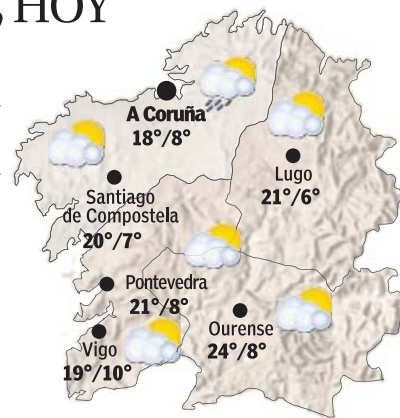 , HOY
A Coruña
18°/8°
Lugo
21°/6°
Santiago
de Compostela
20°/7°
Pontevedra
21°/8°
Ourense
24°/8°
Vigo
19°/10°